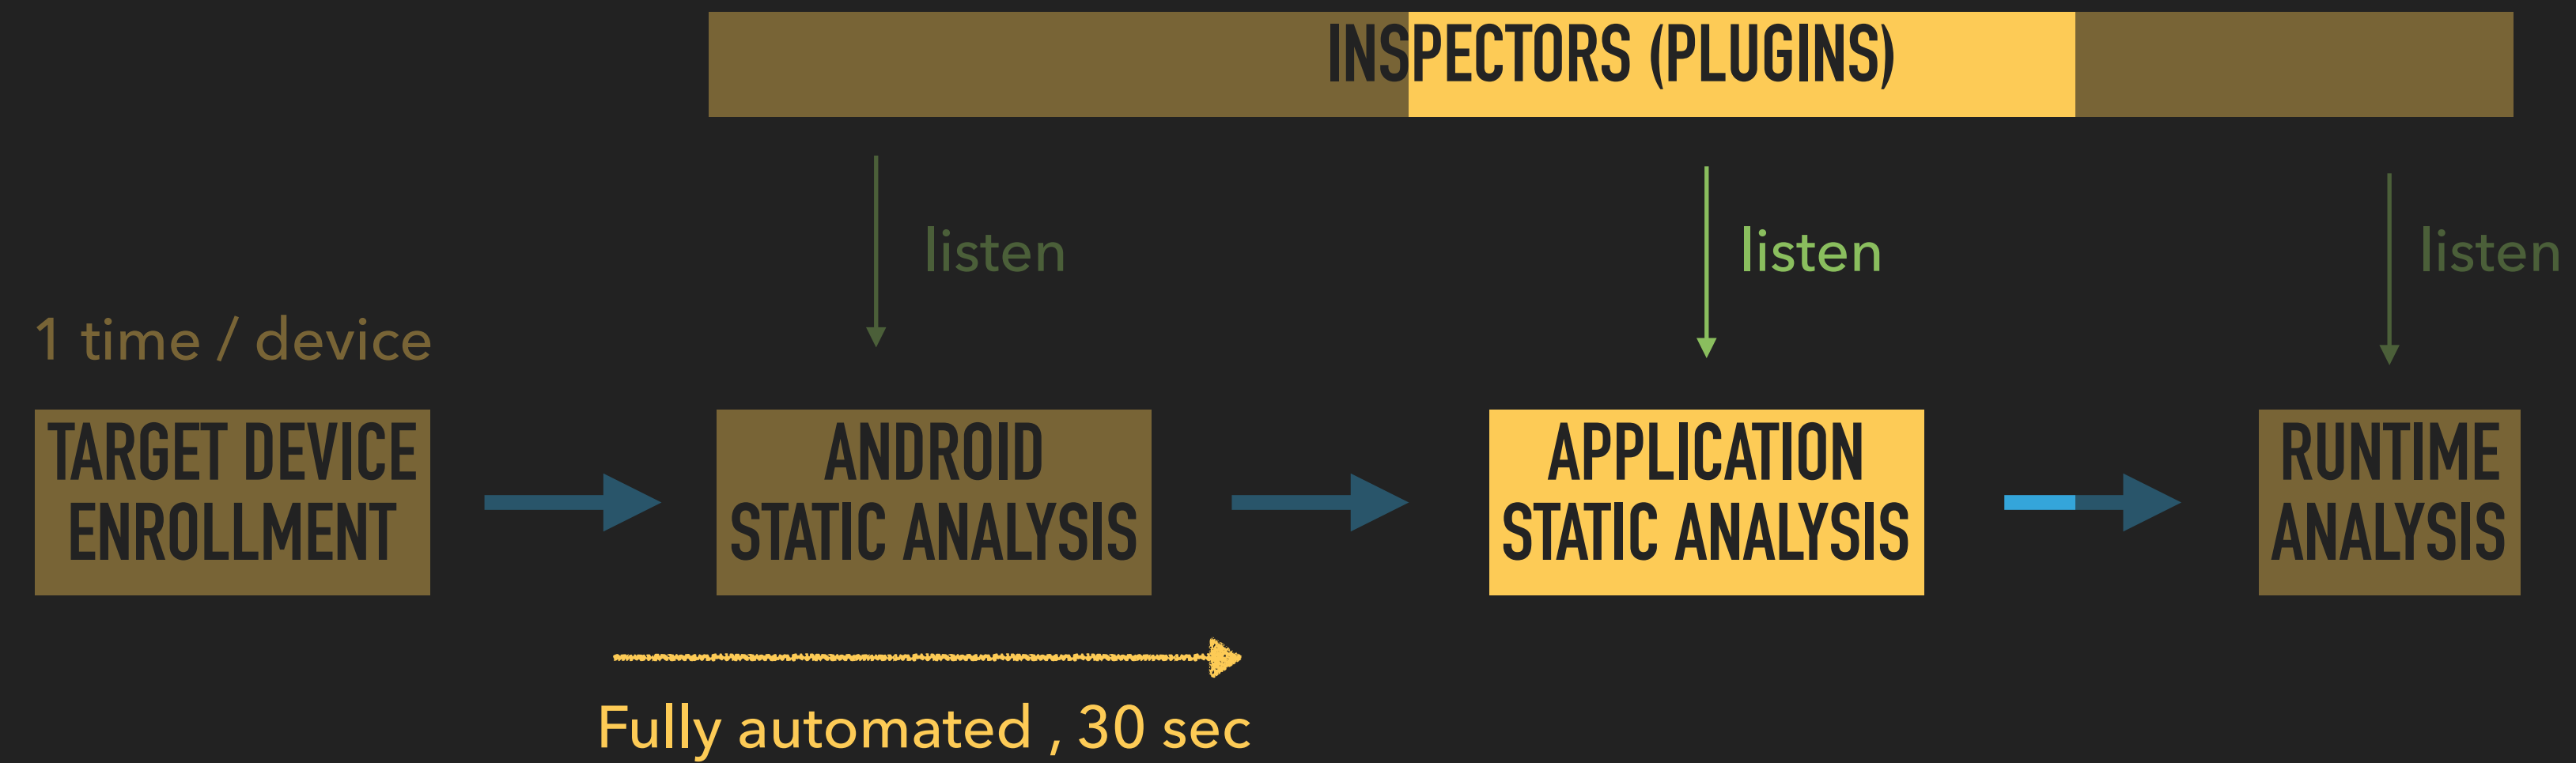 INSPECTORS (PLUGINS)
listen
listen
listen
1 time / device
TARGET DEVICE
ENROLLMENT
ANDROID
STATIC ANALYSIS
APPLICATION
STATIC ANALYSIS
RUNTIME
ANALYSIS
Fully automated , 30 sec